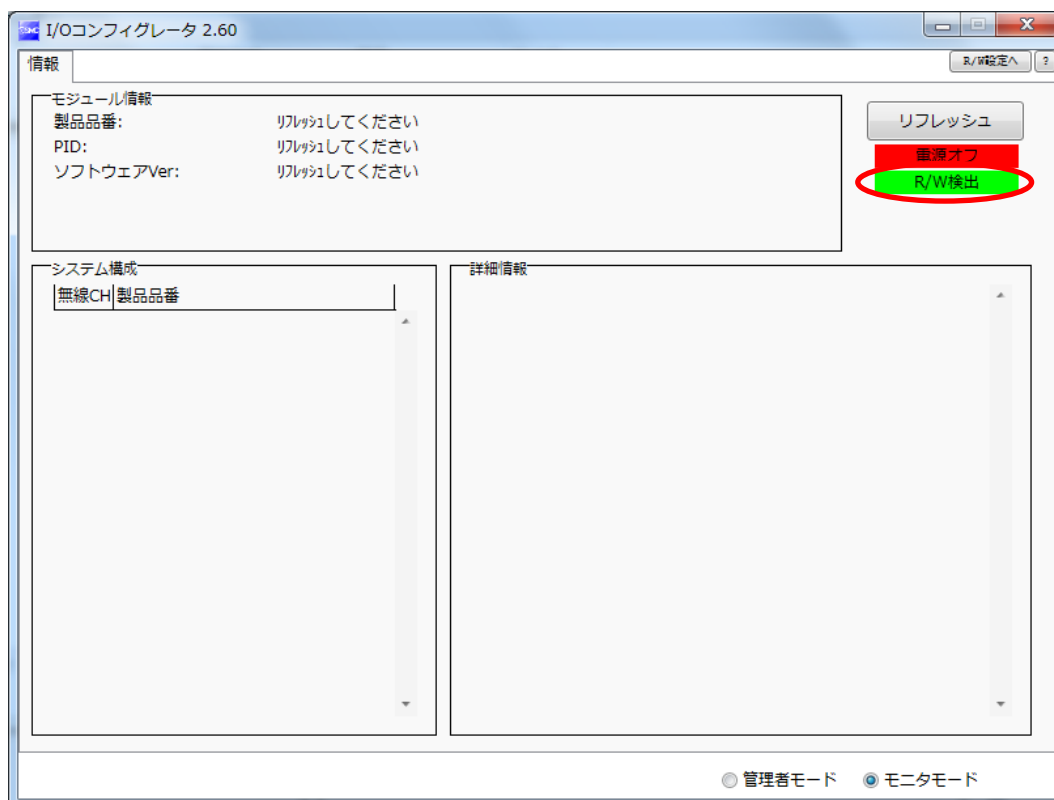 I/Oコンフィグレータ 2.60
情報
R/W設定へ
?
モジュール情報
製品品番: ﾘﾌﾚｯｼｭしてください
PID: ﾘﾌﾚｯｼｭしてください
ソフトウェアVer: ﾘﾌﾚｯｼｭしてください
リフレッシュ
電源オフ
R/W検出
システム構成
無線CH 製品品番
詳細情報
管理者モード モニタモード